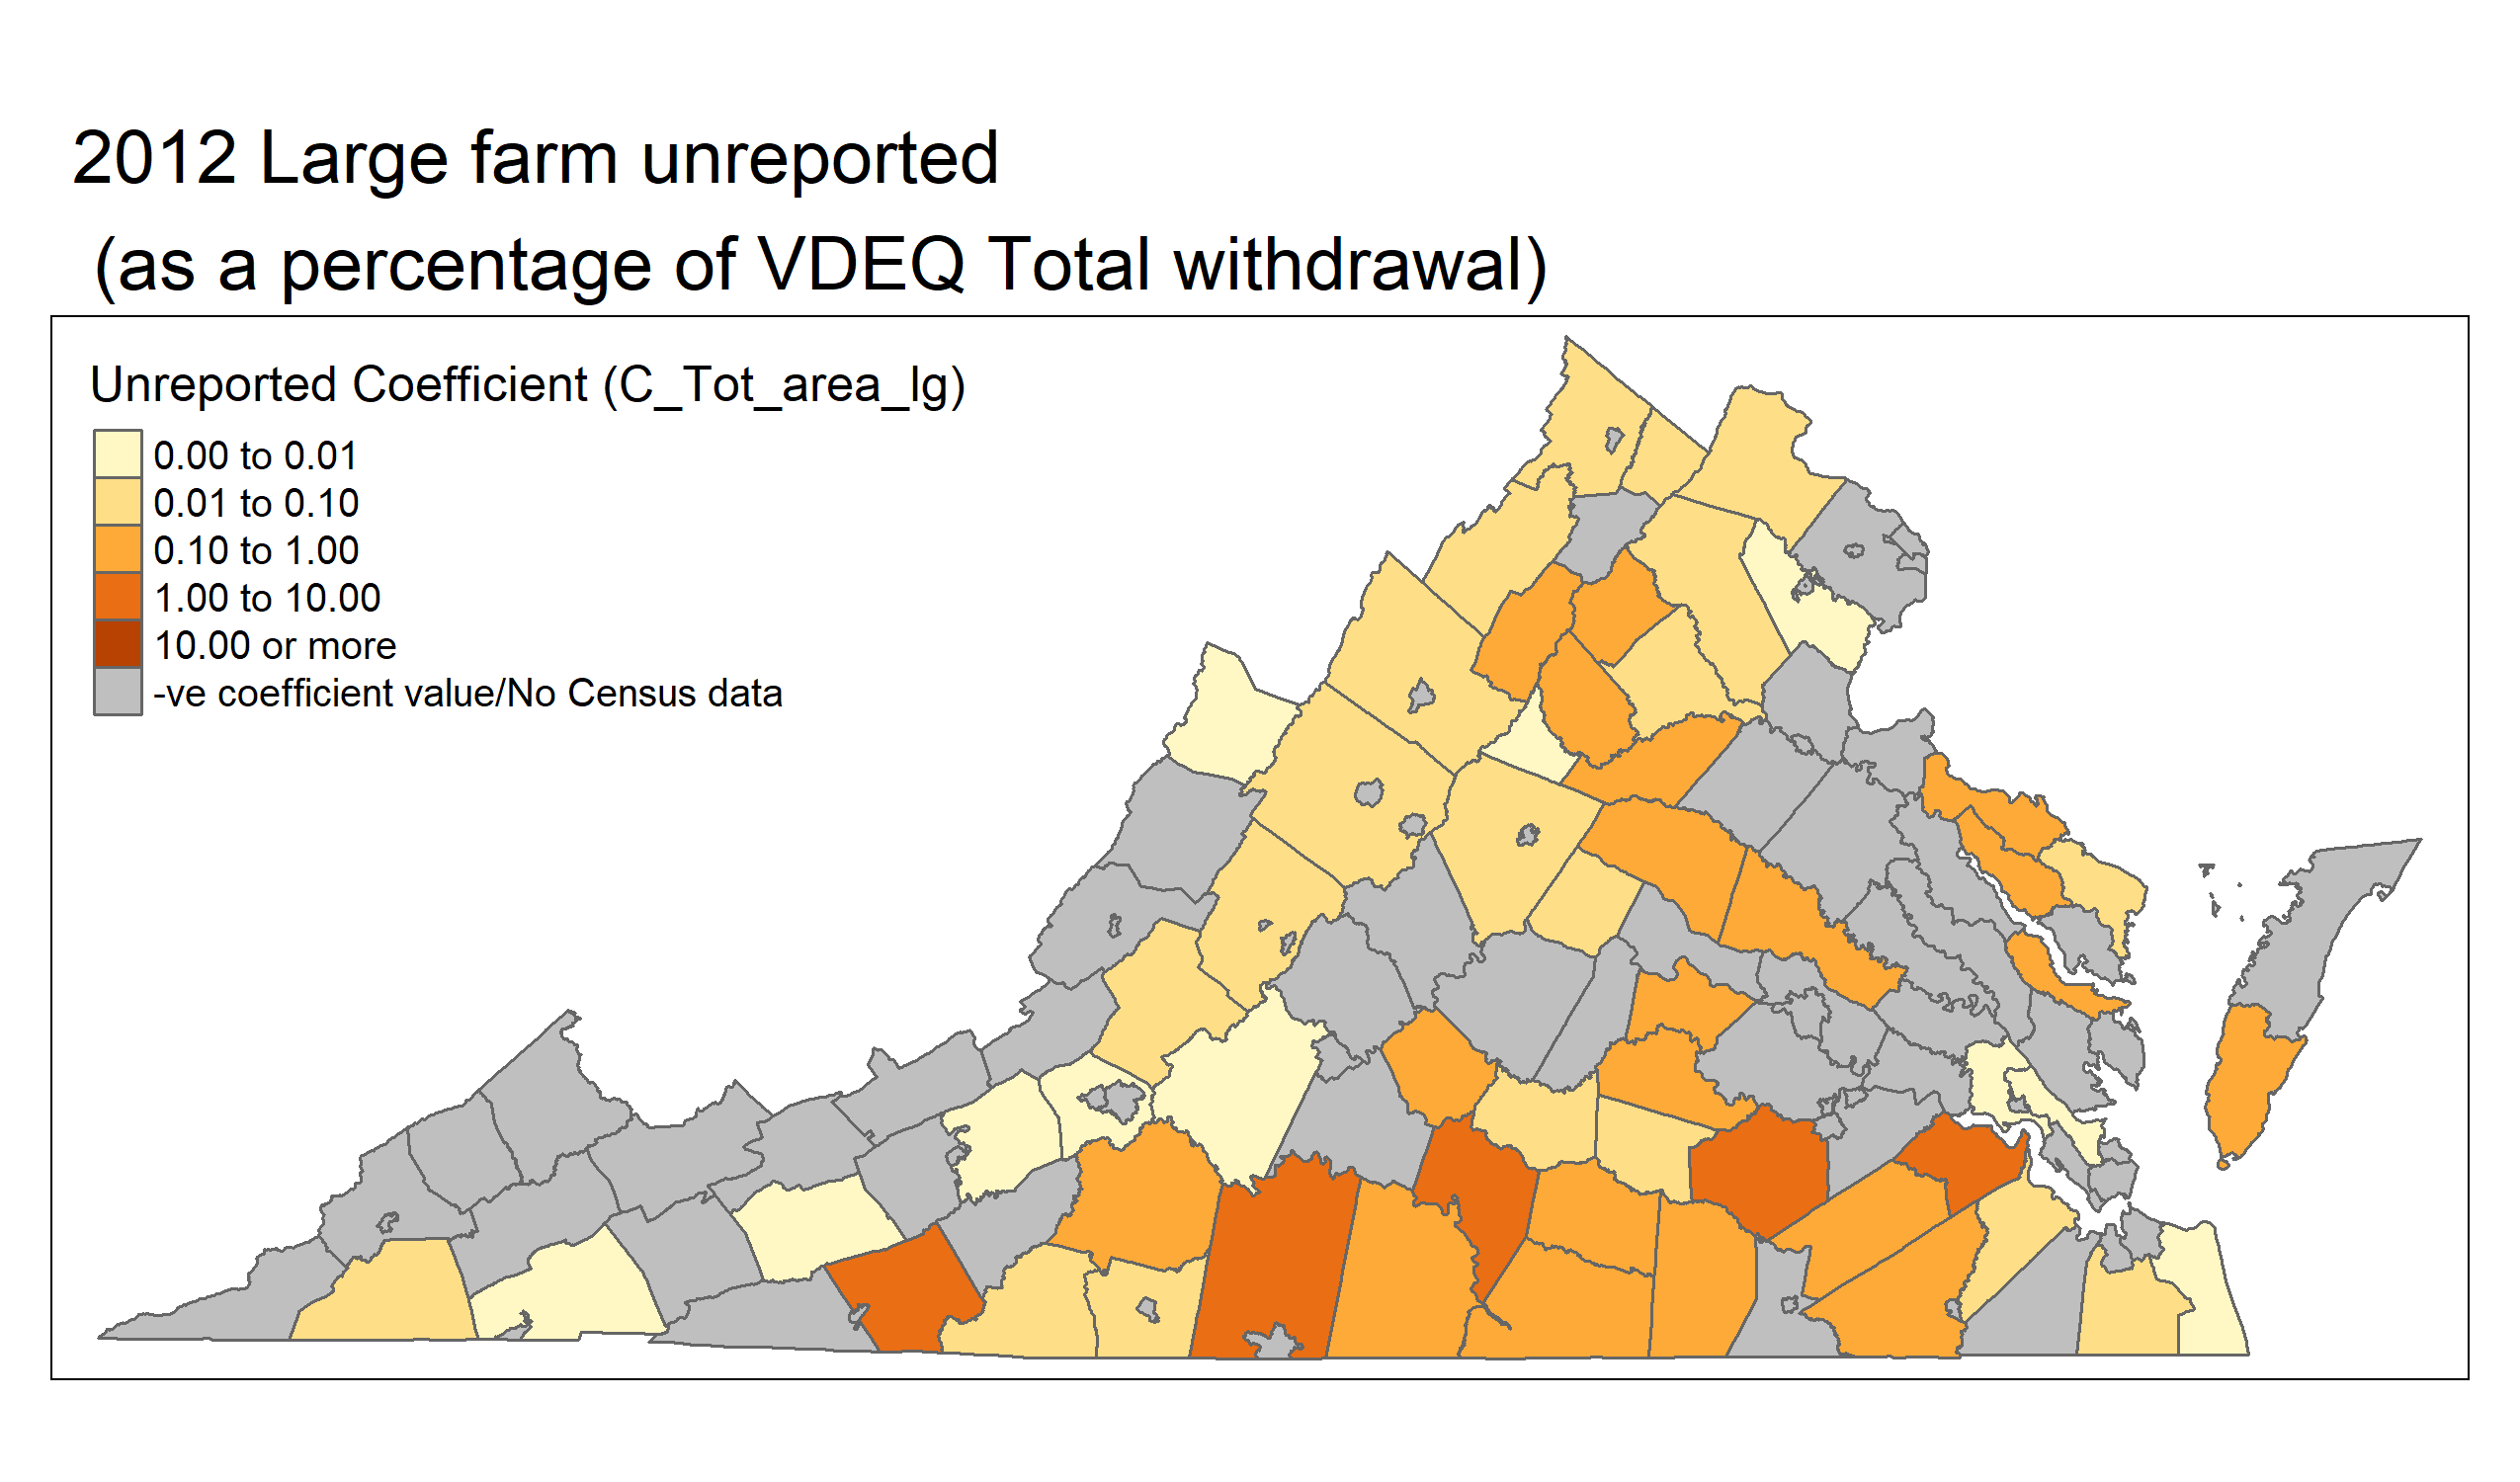 2012 Large farm unreported
(as a percentage of VDEQ Total withdrawal)
Unreported Coefficient (C_Tot_area_lg)
0.00 to 0.01
0.01 to 0.10
0.10 to 1.00
1.00 to 10.00
10.00 or more
-ve coefficient value/No Census data